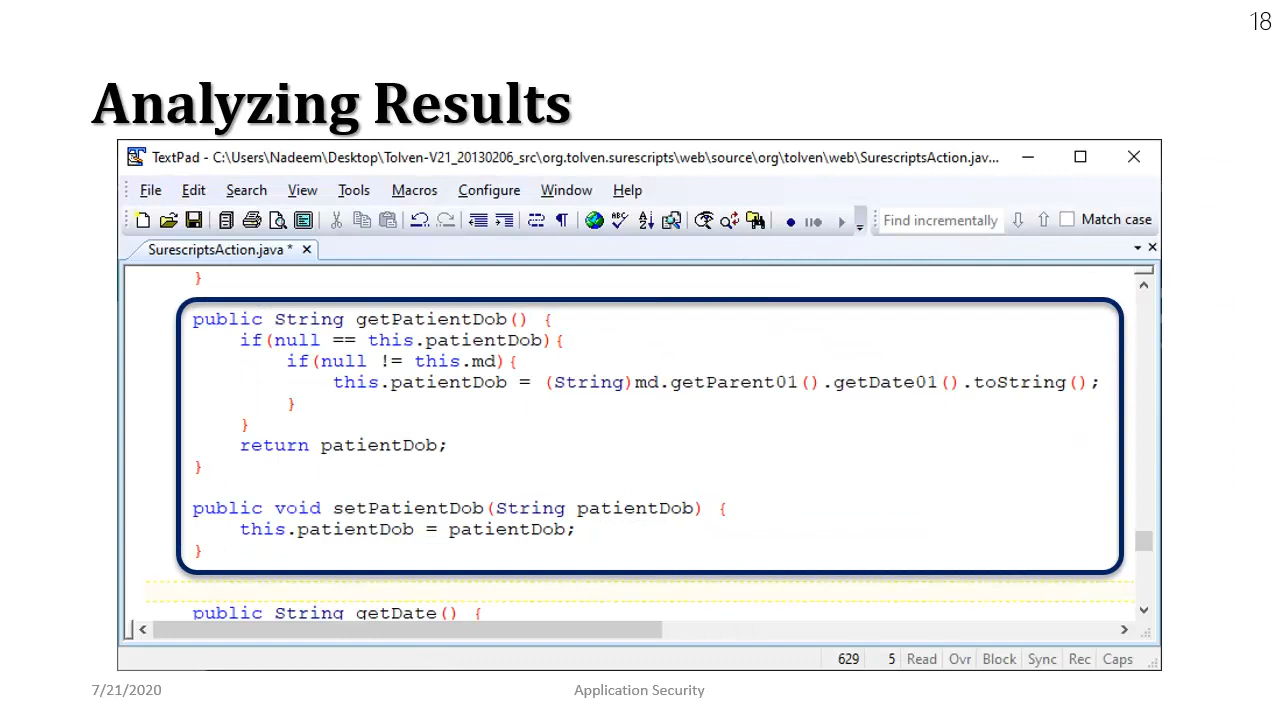 18
Analyzing Results
TextPad - C:\Users\Nadeem\Desktop\Tolven-V21_20130206_src\org.tolven.surescripts\web\source\org\tolven\web\SurescriptsAction.jav...
File Edit Search View Tools Macros Configure Window Help
Find incrementally Match case
SurescriptsAction.java *
}
public String getPatientDob() {
if(null == this.patientDob){
if(null != this.md){
this.patientDob = (String)md.getParent01().getDate01().toString();
}
}
return patientDob;
}
public void setPatientDob(String patientDob) {
this.patientDob = patientDob;
}
public String getDate() {
629 5 Read Ovr Block Sync Rec Caps
7/21/2020 Application Security